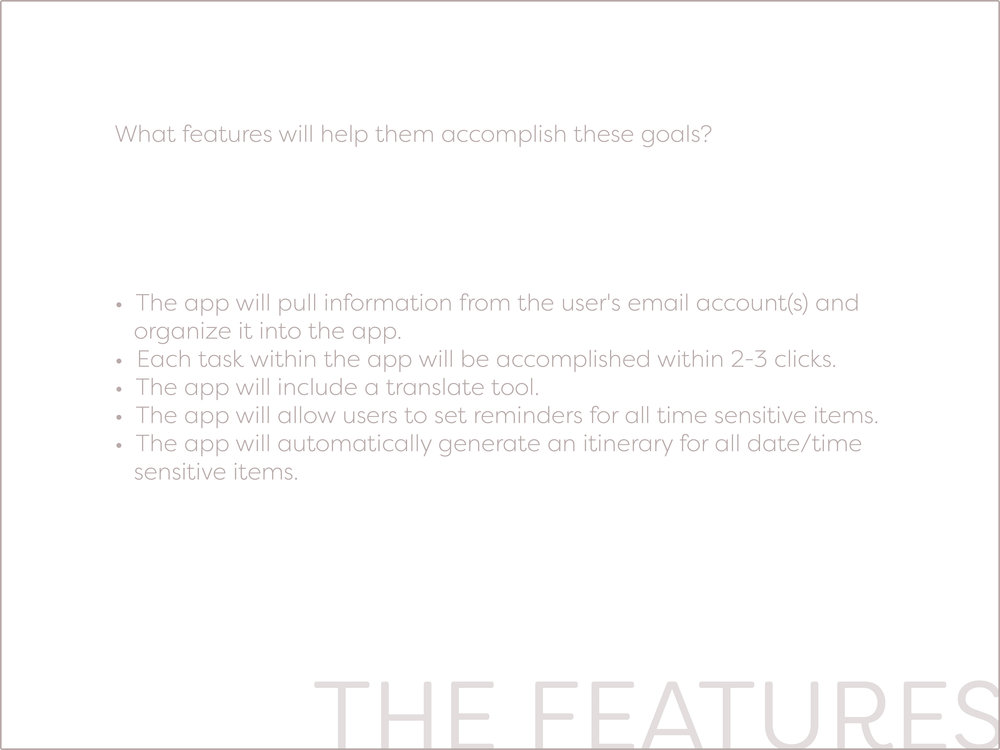 What features will help them accomplish these goals?
• The app will pull information from the user's email account(s) and
organize it into the app.
• Each task within the app will be accomplished within 2-3 clicks.
• The app will include a translate tool.
• The app will allow users to set reminders for all time sensitive items.
• The app will automatically generate an itinerary for all date/time
sensitive items.
THE FEATURES